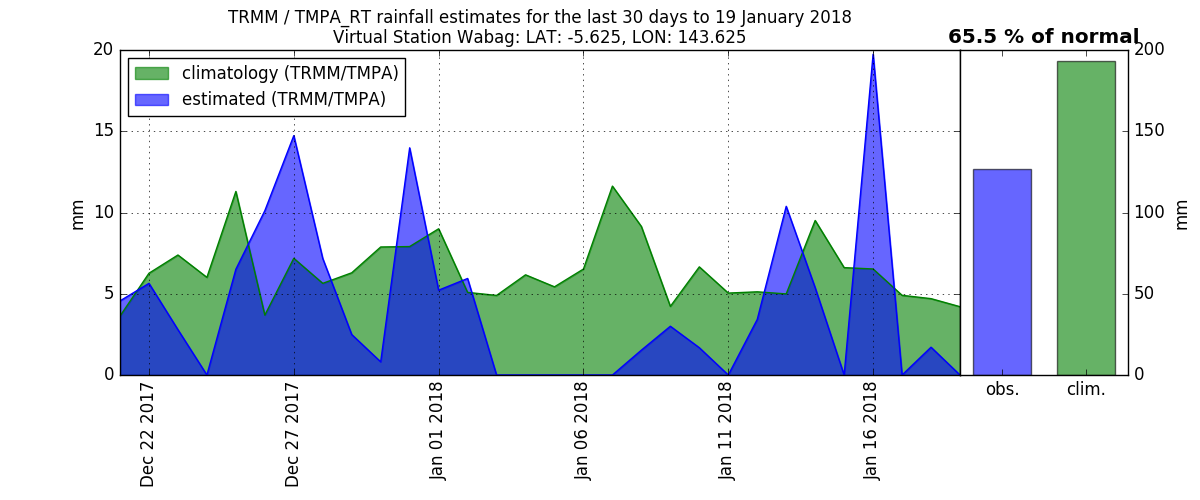 TRMM / TMPA_RT rainfall estimates for the last 30 days to 19 January 2018
Virtual Station Wabag: LAT: -5.625, LON: 143.625
65.5 % of normal
climatology (TRMM/TMPA)
estimated (TRMM/TMPA)
20
15
10
5
0
mm
200
150
100
50
0
mm
Dec 22 2017
Dec 27 2017
Jan 01 2018
Jan 06 2018
Jan 11 2018
Jan 16 2018
obs.
clim.